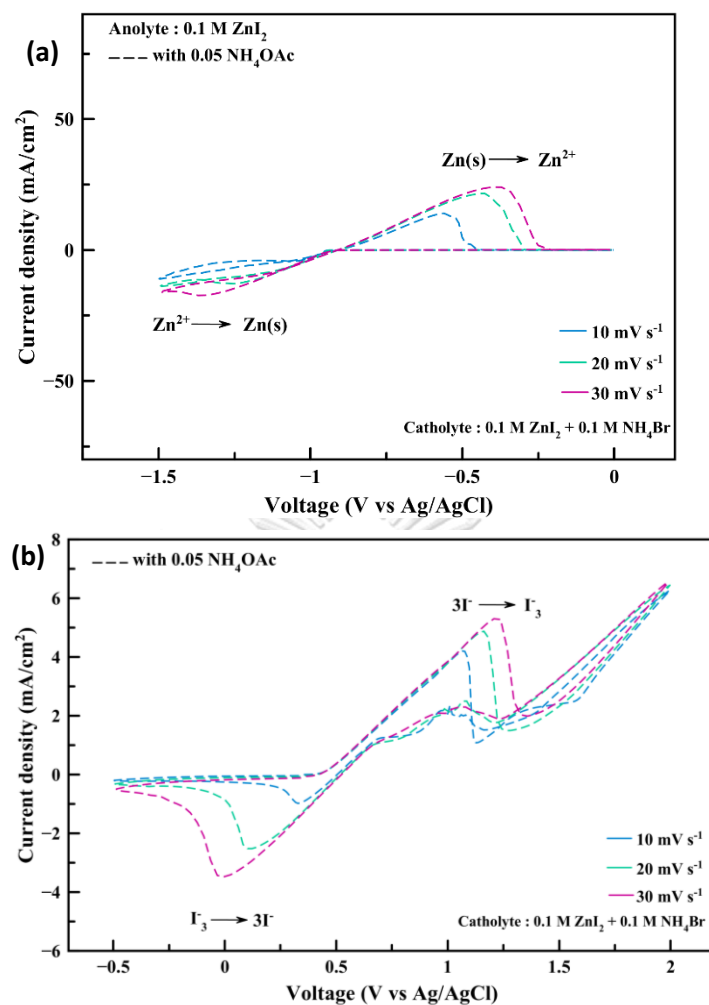 (a)
Anolyte : 0.1 M ZnI₂
with 0.05 NH₄OAc
50
0
−50
Current density (mA/cm²)
Zn(s) → Zn²⁺
Zn²⁺ → Zn(s)
10 mV s⁻¹
20 mV s⁻¹
30 mV s⁻¹
Catholyte : 0.1 M ZnI₂ + 0.1 M NH₄Br
−1.5 −1 −0.5 0
Voltage (V vs Ag/AgCl)
(b)
with 0.05 NH₄OAc
8
6
4
2
0
−2
−4
−6
Current density (mA/cm²)
3I⁻ → I⁻₃
I⁻₃ → 3I⁻
10 mV s⁻¹
20 mV s⁻¹
30 mV s⁻¹
Catholyte : 0.1 M ZnI₂ + 0.1 M NH₄Br
−0.5 0 0.5 1 1.5 2
Voltage (V vs Ag/AgCl)